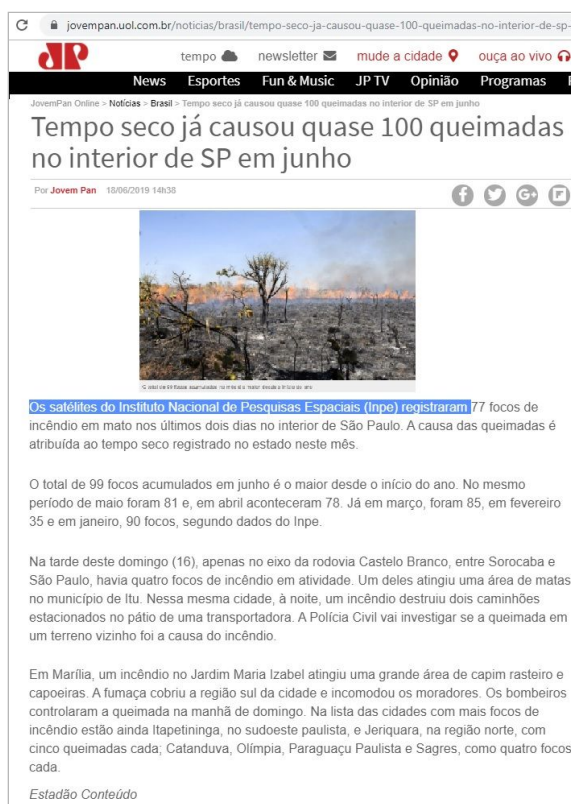 jovempan.uol.com.br/noticias/brasil/tempo-seco-ja-causou-quase-100-queimadas-no-interior-de-sp-
JP
tempo newsletter mude a cidade ouça ao vivo
News Esportes Fun & Music JP TV Opinião Programas
JovemPan Online > Notícias > Brasil > Tempo seco já causou quase 100 queimadas no interior de SP em junho
Tempo seco já causou quase 100 queimadas
no interior de SP em junho
Por Jovem Pan 18/06/2019 14h38
O total de 99 focos acumulados no mês é o maior desde o início do ano
Os satélites do Instituto Nacional de Pesquisas Espaciais (Inpe) registraram 77 focos de
incêndio em mato nos últimos dois dias no interior de São Paulo. A causa das queimadas é
atribuída ao tempo seco registrado no estado neste mês.
O total de 99 focos acumulados em junho é o maior desde o início do ano. No mesmo
período de maio foram 81 e, em abril aconteceram 78. Já em março, foram 85, em fevereiro
35 e em janeiro, 90 focos, segundo dados do Inpe.
Na tarde deste domingo (16), apenas no eixo da rodovia Castelo Branco, entre Sorocaba e
São Paulo, havia quatro focos de incêndio em atividade. Um deles atingiu uma área de matas
no município de Itu. Nessa mesma cidade, à noite, um incêndio destruiu dois caminhões
estacionados no pátio de uma transportadora. A Polícia Civil vai investigar se a queimada em
um terreno vizinho foi a causa do incêndio.
Em Marília, um incêndio no Jardim Maria Izabel atingiu uma grande área de capim rasteiro e
capoeiras. A fumaça cobriu a região sul da cidade e incomodou os moradores. Os bombeiros
controlaram a queimada na manhã de domingo. Na lista das cidades com mais focos de
incêndio estão ainda Itapetininga, no sudoeste paulista, e Jeriquara, na região norte, com
cinco queimadas cada; Catanduva, Olímpia, Paraguaçu Paulista e Sagres, como quatro focos
cada.
Estadão Conteúdo